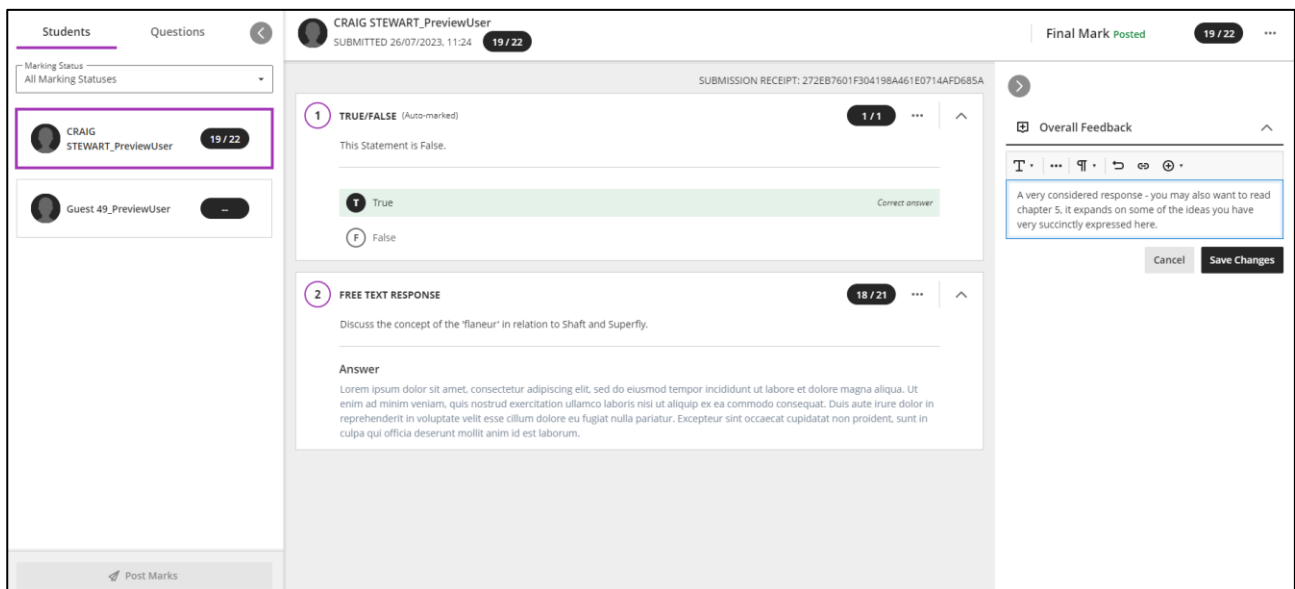 Students Questions
Marking Status
All Marking Statuses
CRAIG
STEWART_PreviewUser
19 / 22
Guest 49_PreviewUser
--
Post Marks
CRAIG STEWART_PreviewUser
SUBMITTED 26/07/2023, 11:24 19 / 22
Final Mark Posted 19 / 22
SUBMISSION RECEIPT: 272EB7601F304198A461E0714AFD685A
1 TRUE/FALSE (Auto-marked) 1 / 1
This Statement is False.
T True Correct answer
F False
2 FREE TEXT RESPONSE 18 / 21
Discuss the concept of the 'flaneur' in relation to Shaft and Superfly.
Answer
Lorem ipsum dolor sit amet, consectetur adipiscing elit, sed do eiusmod tempor incididunt ut labore et dolore magna aliqua. Ut
enim ad minim veniam, quis nostrud exercitation ullamco laboris nisi ut aliquip ex ea commodo consequat. Duis aute irure dolor in
reprehenderit in voluptate velit esse cillum dolore eu fugiat nulla pariatur. Excepteur sint occaecat cupidatat non proident, sunt in
culpa qui officia deserunt mollit anim id est laborum.
Overall Feedback
A very considered response - you may also want to read
chapter 5, it expands on some of the ideas you have
very succinctly expressed here.
Cancel Save Changes